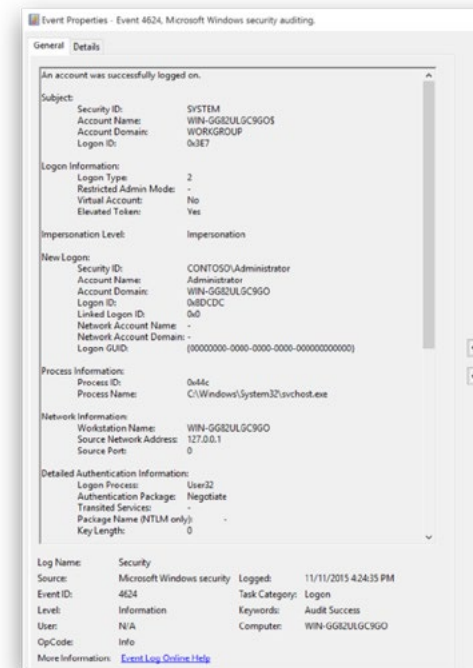 Event Properties - Event 4624, Microsoft Windows security auditing.
General Details
An account was successfully logged on.
Subject:
Security ID: SYSTEM
Account Name: WIN-GG82ULGC9GO$
Account Domain: WORKGROUP
Logon ID: 0x3E7
Logon Information:
Logon Type: 2
Restricted Admin Mode: -
Virtual Account: No
Elevated Token: Yes
Impersonation Level: Impersonation
New Logon:
Security ID: CONTOSO\Administrator
Account Name: Administrator
Account Domain: WIN-GG82ULGC9GO
Logon ID: 0x8DCDC
Linked Logon ID: 0x0
Network Account Name: -
Network Account Domain: -
Logon GUID: {00000000-0000-0000-0000-000000000000}
Process Information:
Process ID: 0x44c
Process Name: C:\Windows\System32\svchost.exe
Network Information:
Workstation Name: WIN-GG82ULGC9GO
Source Network Address: 127.0.0.1
Source Port: 0
Detailed Authentication Information:
Logon Process: User32
Authentication Package: Negotiate
Transited Services: -
Package Name (NTLM only): -
Key Length: 0
Log Name: Security
Source: Microsoft Windows security Logged: 11/11/2015 4:24:35 PM
Event ID: 4624 Task Category: Logon
Level: Information Keywords: Audit Success
User: N/A Computer: WIN-GG82ULGC9GO
OpCode: Info
More Information: Event Log Online Help